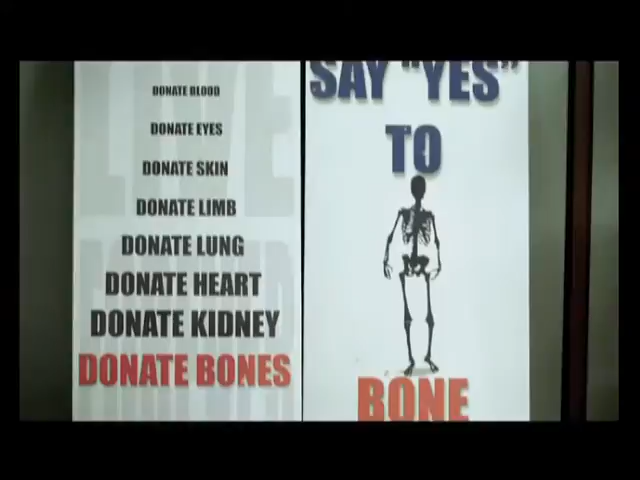 DONATE BLOOD
DONATE EYES
DONATE SKIN
DONATE LIMB
DONATE LUNG
DONATE HEART
DONATE KIDNEY
DONATE BONES
SAY "YES"
TO
BONE